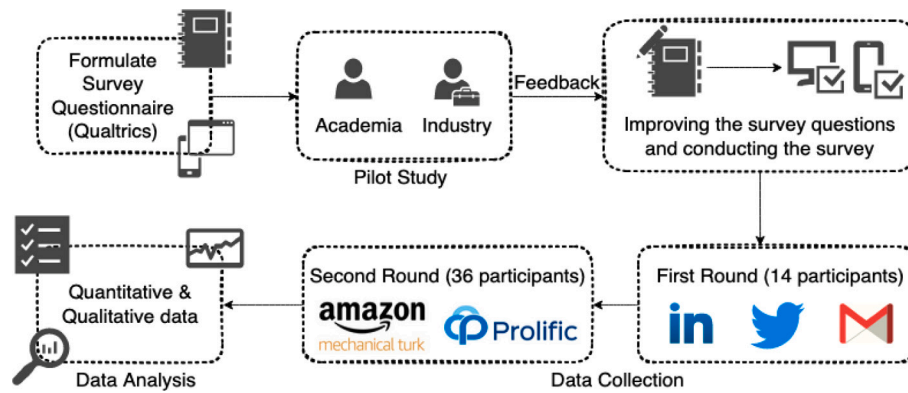 Formulate
Survey
Questionnaire
(Qualtrics)
Academia
Industry
Pilot Study
Feedback
Improving the survey questions
and conducting the survey
First Round (14 participants)
in
Second Round (36 participants)
amazon
mechanical turk
Prolific
Data Collection
Quantitative &
Qualitative data
Data Analysis